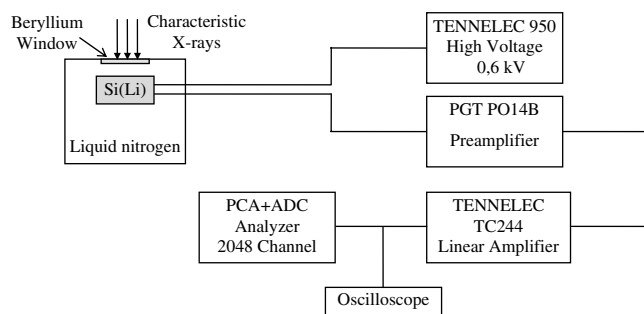 Beryllium
Window
Characteristic
X-rays
Si(Li)
Liquid nitrogen
TENNELEC 950
High Voltage
0,6 kV
PGT PO14B
Preamplifier
PCA+ADC
Analyzer
2048 Channel
TENNELEC
TC244
Linear Amplifier
Oscilloscope